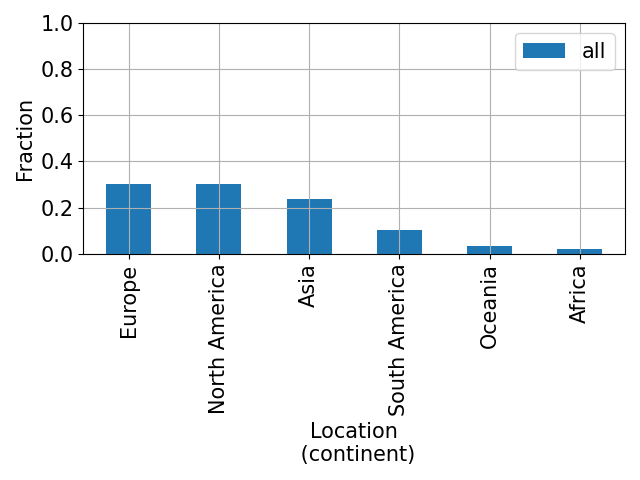 1.0
0.8
0.6
0.4
0.2
0.0
Fraction
all
Europe
North America
Asia
South America
Oceania
Africa
Location
(continent)